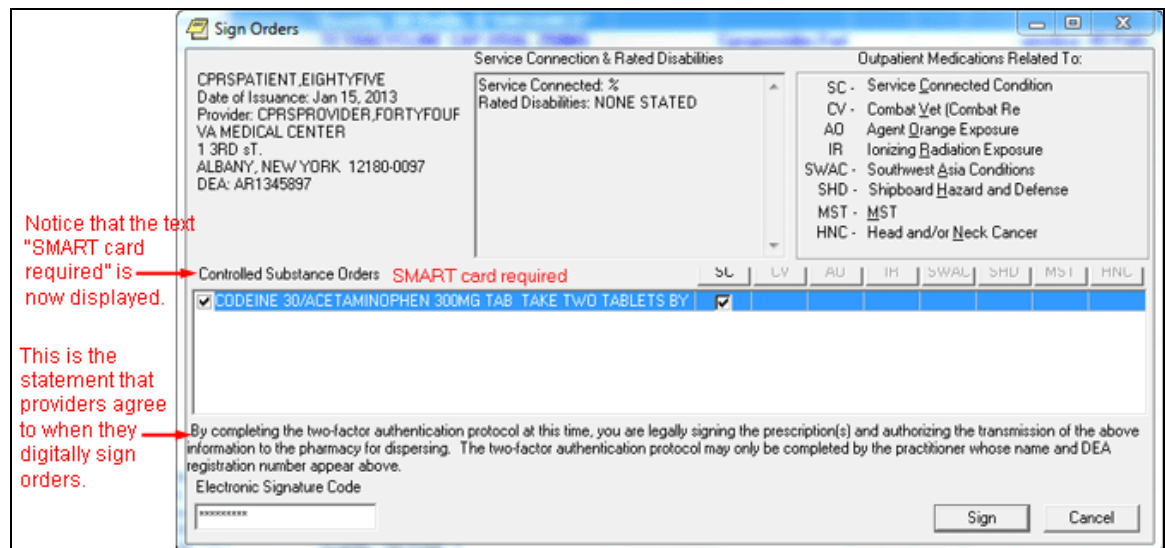 Sign Orders
CPRSPATIENT,EIGHTYFIVE
Date of Issuance: Jan 15, 2013
Provider: CPRSPROVIDER,FORTYFOUF
VA MEDICAL CENTER
1 3RD sT.
ALBANY, NEW YORK 12180-0097
DEA: AR1345897
Service Connection & Rated Disabilities
Service Connected: %
Rated Disabilities: NONE STATED
Outpatient Medications Related To:
SC - Service Connected Condition
CV - Combat Vet (Combat Re
AO Agent Orange Exposure
IR Ionizing Radiation Exposure
SWAC - Southwest Asia Conditions
SHD - Shipboard Hazard and Defense
MST - MST
HNC - Head and/or Neck Cancer
Notice that the text
"SMART card
required" is
now displayed.
Controlled Substance Orders SMART card required SC CV AO IR SWAC SHD MST HNC
CODEINE 30/ACETAMINOPHEN 300MG TAB TAKE TWO TABLETS BY
This is the
statement that
providers agree
to when they
digitally sign
orders.
By completing the two-factor authentication protocol at this time, you are legally signing the prescription(s) and authorizing the transmission of the above
information to the pharmacy for dispersing. The two-factor authentication protocol may only be completed by the practitioner whose name and DEA
registration number appear above.
Electronic Signature Code
*********
Sign Cancel